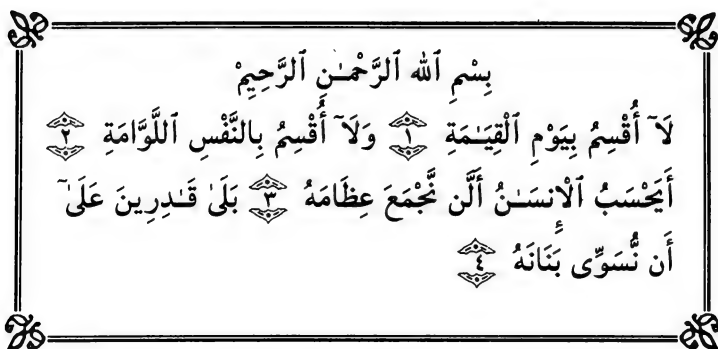 بِسْمِ ٱللَّهِ ٱلرَّحْمَـٰنِ ٱلرَّحِيمِ
لَآ أُقْسِمُ بِيَوْمِ ٱلْقِيَـٰمَةِ ١ وَلَآ أُقْسِمُ بِٱلنَّفْسِ ٱللَّوَّامَةِ ٢
أَيَحْسَبُ ٱلْإِنسَـٰنُ أَلَّن نَّجْمَعَ عِظَامَهُ ٣ بَلَىٰ قَـٰدِرِينَ عَلَىٰٓ
أَن نُّسَوِّىَ بَنَانَهُ ٤